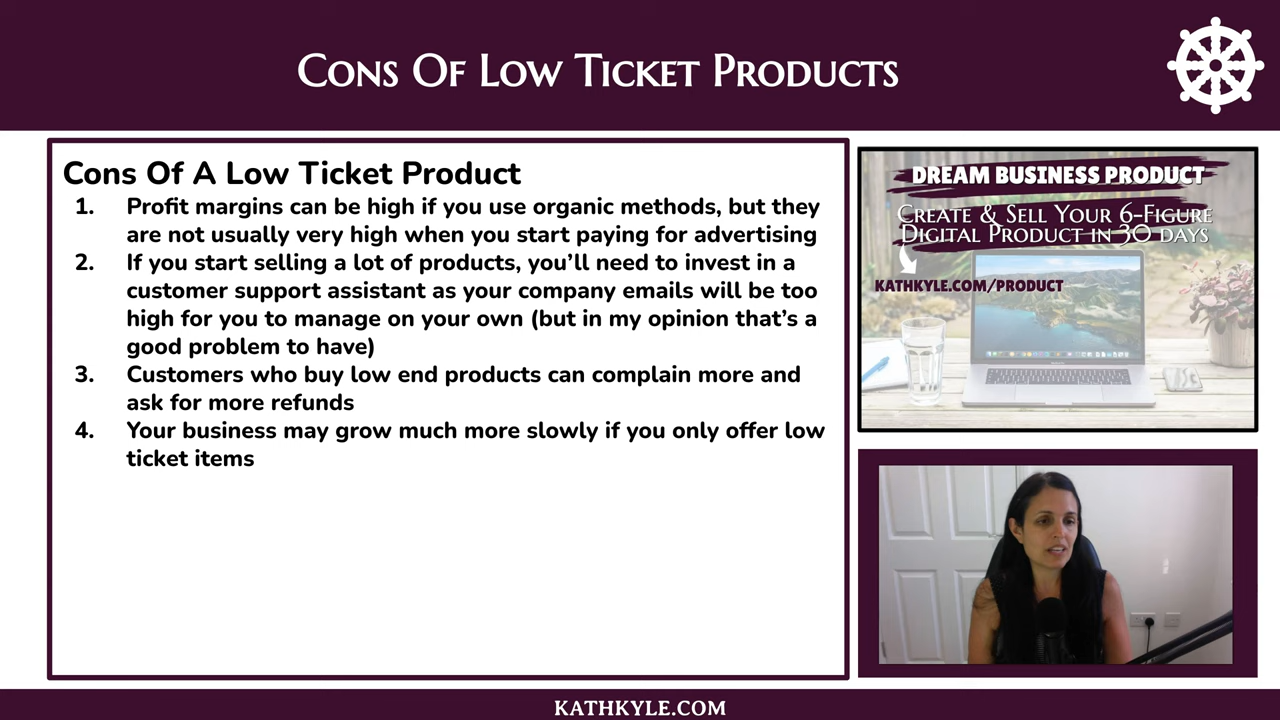 Cons Of Low Ticket Products
Cons Of A Low Ticket Product
1. Profit margins can be high if you use organic methods, but they
are not usually very high when you start paying for advertising
2. If you start selling a lot of products, you’ll need to invest in a
customer support assistant as your company emails will be too
high for you to manage on your own (but in my opinion that’s a
good problem to have)
3. Customers who buy low end products can complain more and
ask for more refunds
4. Your business may grow much more slowly if you only offer low
ticket items
DREAM BUSINESS PRODUCT
Create & Sell Your 6-Figure
Digital Product in 30 days
KATHKYLE.COM/PRODUCT
KATHKYLE.COM